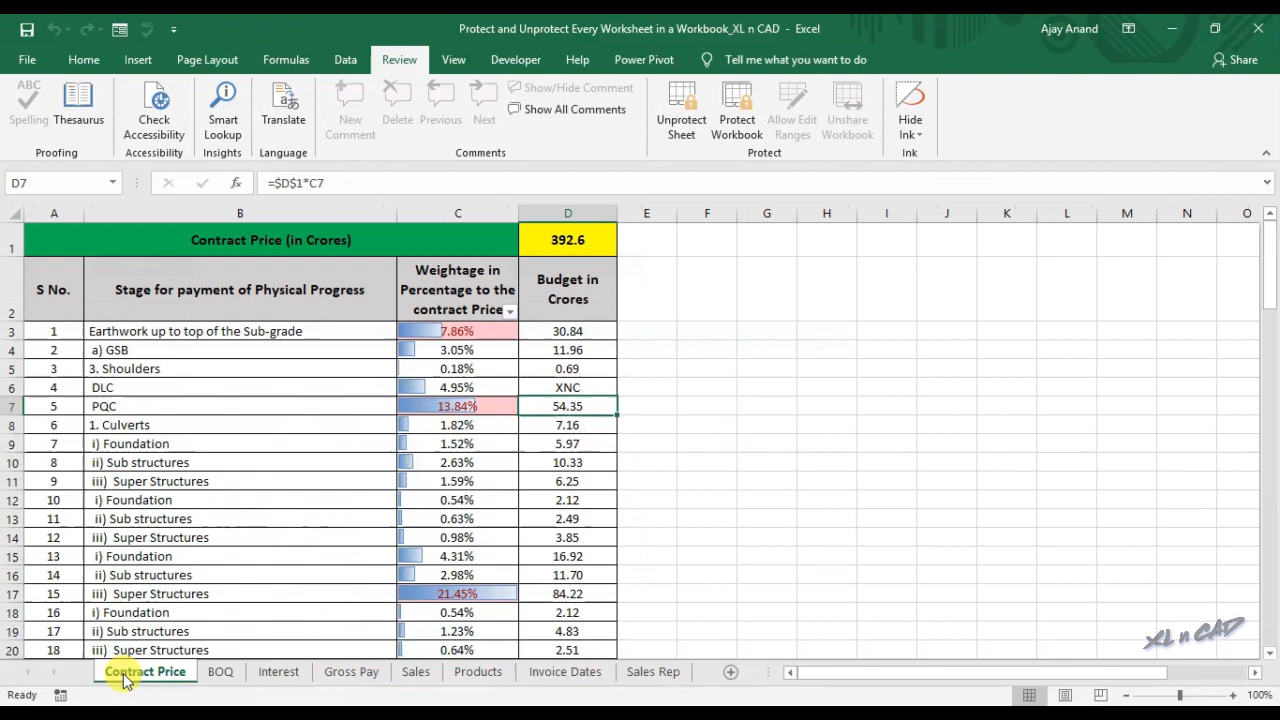 Protect and Unprotect Every Worksheet in a Workbook_XL n CAD - Excel
Ajay Anand
File Home Insert Page Layout Formulas Data Review View Developer Help Power Pivot Tell me what you want to do Share
ABC
Spelling
Thesaurus
Check Accessibility
Smart Lookup
Translate
New Comment
Delete
Previous
Next
Show/Hide Comment
Show All Comments
Unprotect Sheet
Protect Workbook
Allow Edit Ranges
Unshare Workbook
Hide Ink
Proofing Accessibility Insights Language Comments Protect Ink
D7 fx =$D$1*C7
A B C D E F G H I J K L M N O
1 Contract Price (in Crores) 392.6
2 S No. Stage for payment of Physical Progress Weightage in Percentage to the contract Price Budget in Crores
3 1 Earthwork up to top of the Sub-grade 7.86% 30.84
4 2 a) GSB 3.05% 11.96
5 3 3. Shoulders 0.18% 0.69
6 4 DLC 4.95% XNC
7 5 PQC 13.84% 54.35
8 6 1. Culverts 1.82% 7.16
9 7 i) Foundation 1.52% 5.97
10 8 ii) Sub structures 2.63% 10.33
11 9 iii) Super Structures 1.59% 6.25
12 10 i) Foundation 0.54% 2.12
13 11 ii) Sub structures 0.63% 2.49
14 12 iii) Super Structures 0.98% 3.85
15 13 i) Foundation 4.31% 16.92
16 14 ii) Sub structures 2.98% 11.70
17 15 iii) Super Structures 21.45% 84.22
18 16 i) Foundation 0.54% 2.12
19 17 ii) Sub structures 1.23% 4.83
20 18 iii) Super Structures 0.64% 2.51
XL n CAD
Contract Price BOQ Interest Gross Pay Sales Products Invoice Dates Sales Rep
Ready 100%